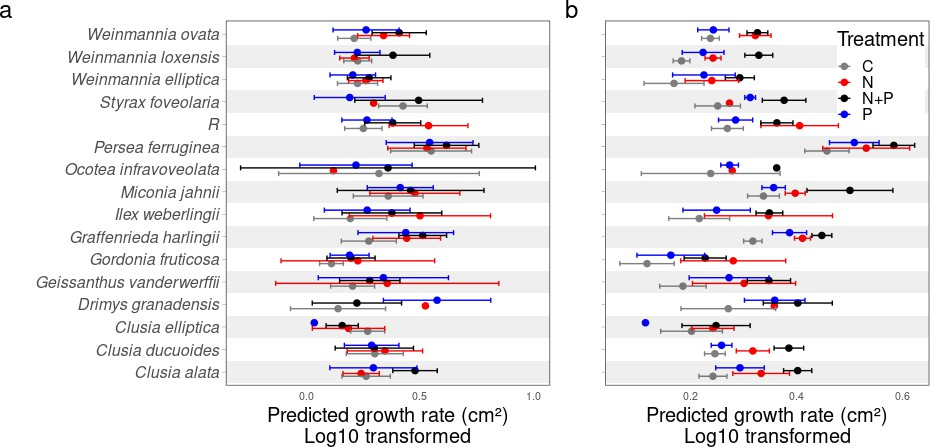 a
b
Weinmannia ovata
Weinmannia loxensis
Weinmannia elliptica
Styrax foveolaria
R
Persea ferruginea
Ocotea infravoveolata
Miconia jahnii
Ilex weberlingii
Graffenrieda harlingii
Gordonia fruticosa
Geissanthus vanderwerffii
Drimys granadensis
Clusia elliptica
Clusia ducuoides
Clusia alata
0.0 0.5 1.0
Predicted growth rate (cm²)
Log10 transformed
Treatment
C
N
N+P
P
0.2 0.4 0.6
Predicted growth rate (cm²)
Log10 transformed